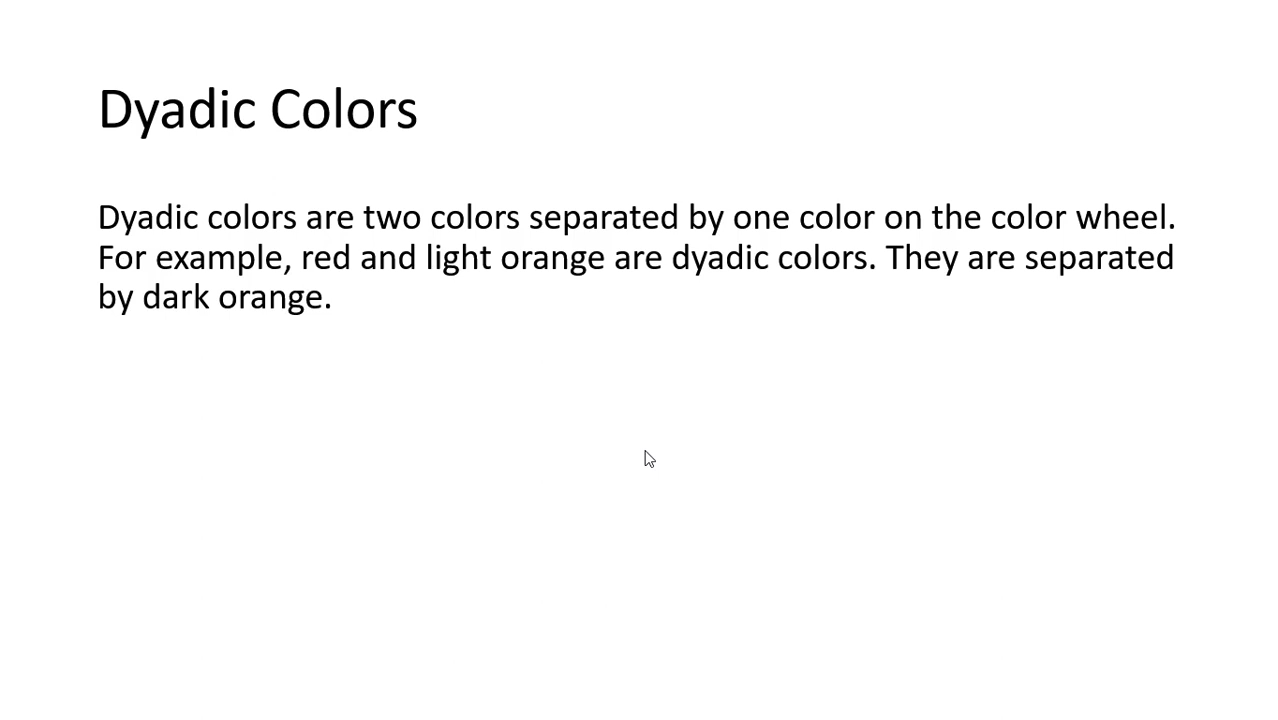 Dyadic Colors
Dyadic colors are two colors separated by one color on the color wheel.
For example, red and light orange are dyadic colors. They are separated
by dark orange.